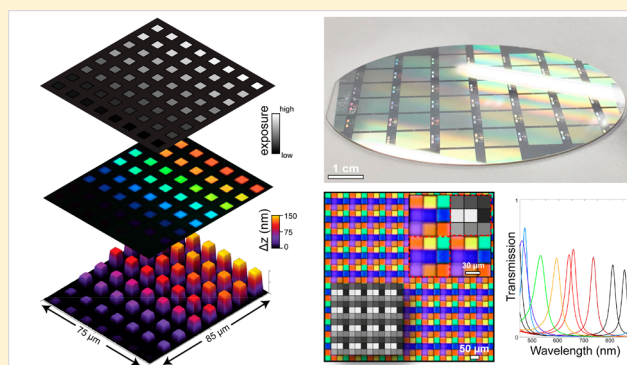 exposure
high
low
Δz (nm)
150
75
0
75 µm
85 µm
1 cm
30 µm
50 µm
Transmission
1
0
500
600
700
800
Wavelength (nm)